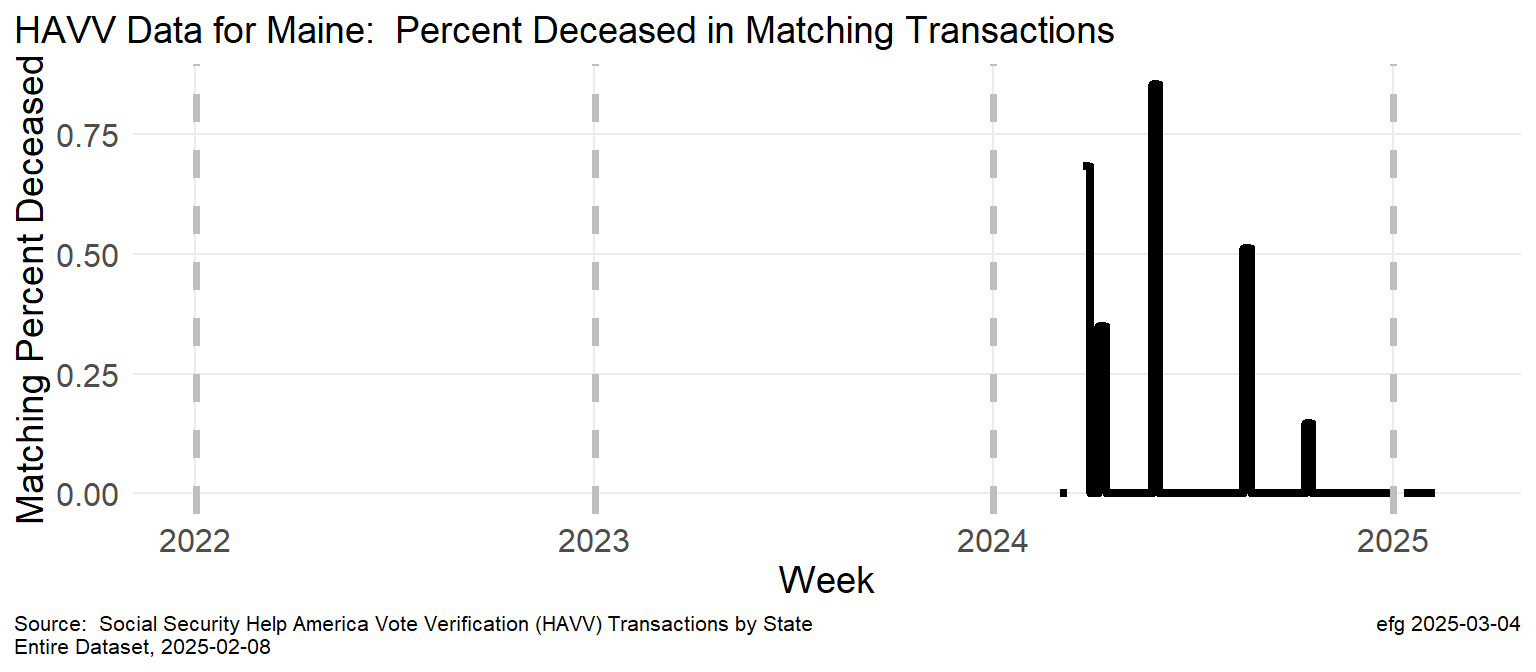 HAVV Data for Maine:  Percent Deceased in Matching Transactions
Matching Percent Deceased
0.75
0.50
0.25
0.00
2022 2023 2024 2025
Week
Source:  Social Security Help America Vote Verification (HAVV) Transactions by State efg 2025-03-04
Entire Dataset, 2025-02-08